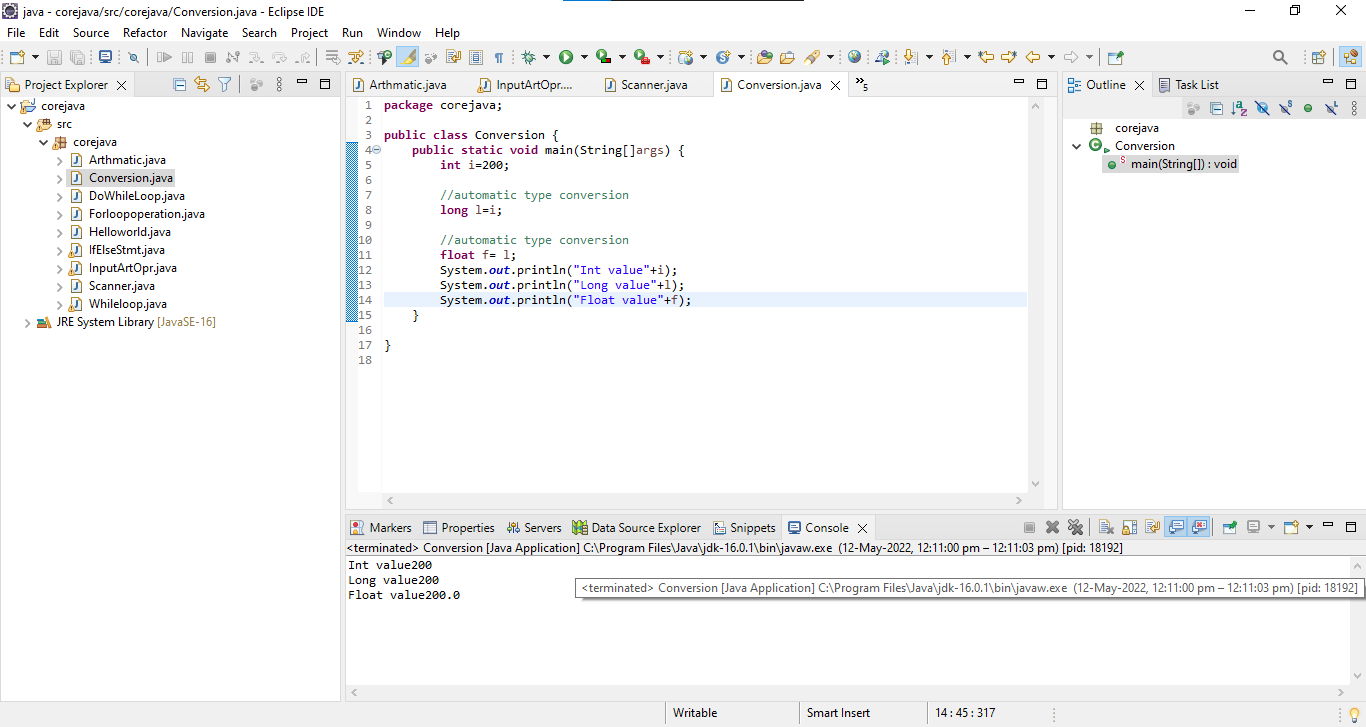 java - corejava/src/corejava/Conversion.java - Eclipse IDE
File Edit Source Refactor Navigate Search Project Run Window Help
Project Explorer
corejava
src
corejava
Arthmatic.java
Conversion.java
DoWhileLoop.java
Forloopoperation.java
Helloworld.java
IfElseStmt.java
InputArtOpr.java
Scanner.java
Whileloop.java
JRE System Library [JavaSE-16]
Arthmatic.java InputArtOpr.... Scanner.java Conversion.java »5
1 package corejava;
2
3 public class Conversion {
4 public static void main(String[]args) {
5 int i=200;
6
7 //automatic type conversion
8 long l=i;
9
10 //automatic type conversion
11 float f= l;
12 System.out.println("Int value"+i);
13 System.out.println("Long value"+l);
14 System.out.println("Float value"+f);
15 }
16
17 }
18
Outline Task List
corejava
Conversion
main(String[]) : void
Markers Properties Servers Data Source Explorer Snippets Console
<terminated> Conversion [Java Application] C:\Program Files\Java\jdk-16.0.1\bin\javaw.exe (12-May-2022, 12:11:00 pm – 12:11:03 pm) [pid: 18192]
Int value200
Long value200
Float value200.0
<terminated> Conversion [Java Application] C:\Program Files\Java\jdk-16.0.1\bin\javaw.exe (12-May-2022, 12:11:00 pm – 12:11:03 pm) [pid: 18192]
Writable Smart Insert 14 : 45 : 317